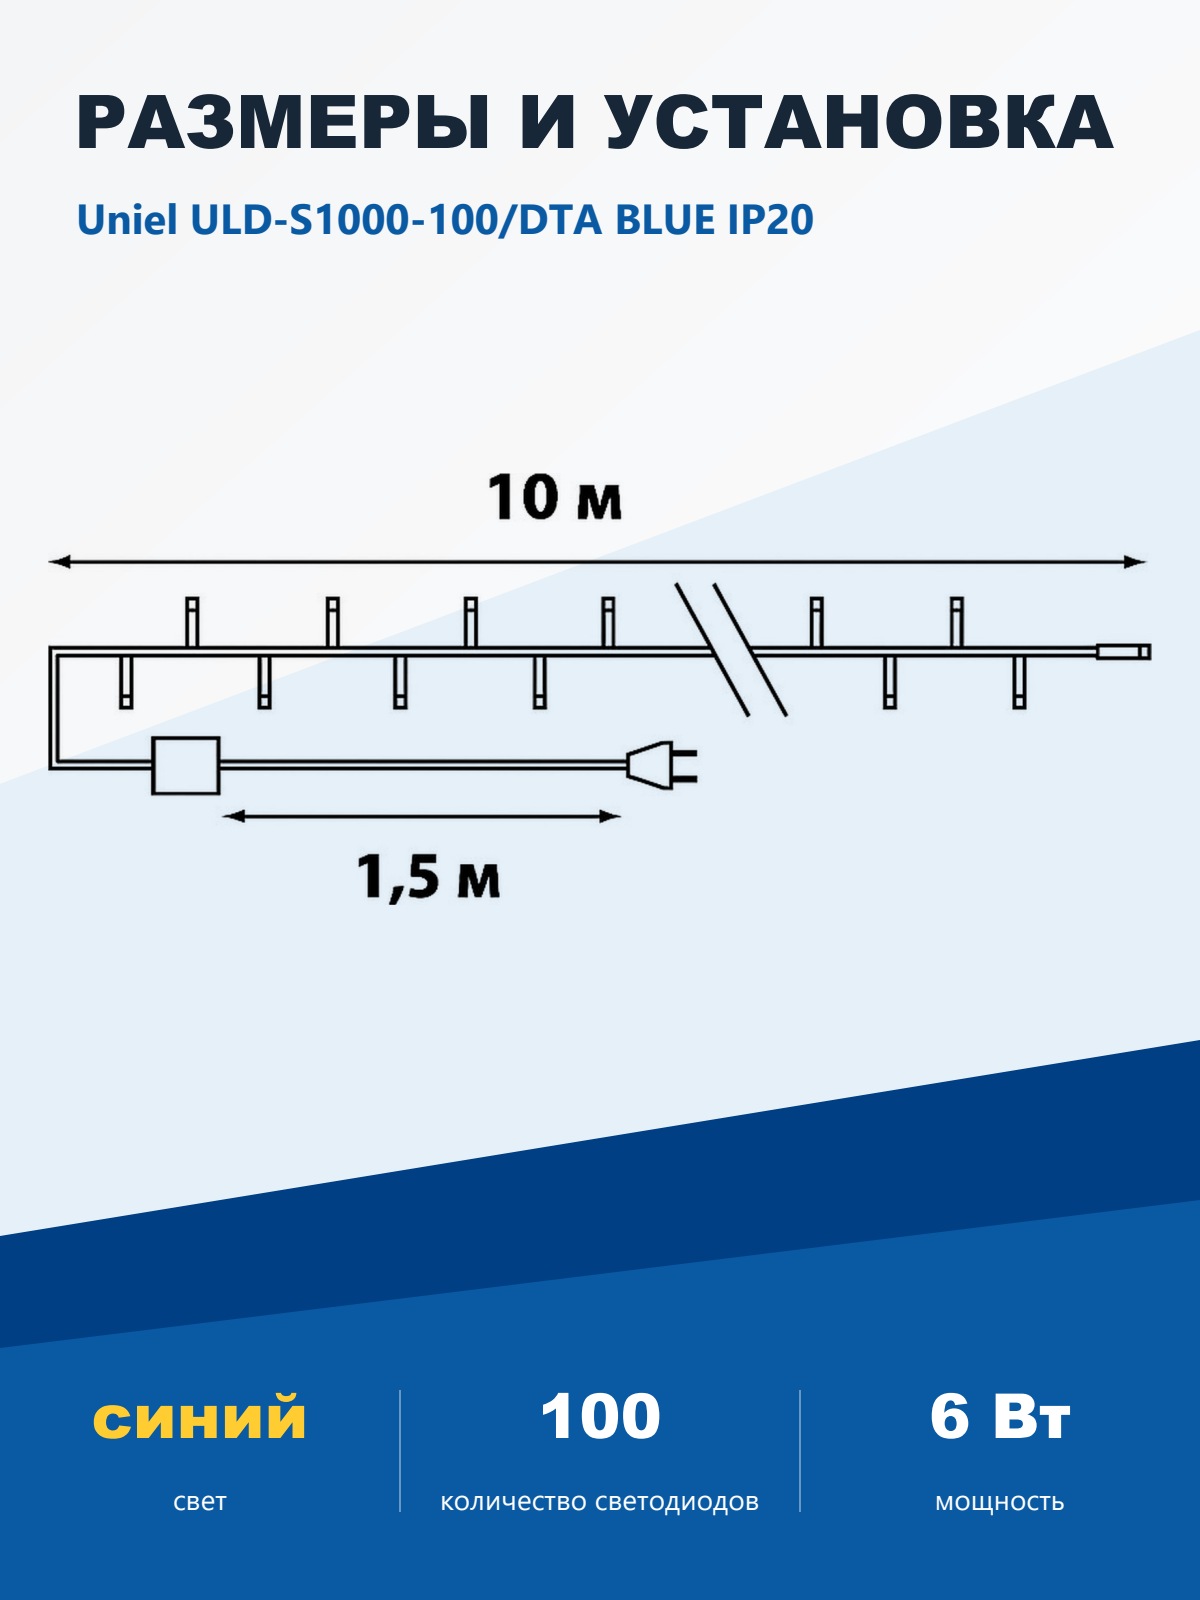 РАЗМЕРЫ И УСТАНОВКА
Uniel ULD-S1000-100/DTA BLUE IP20
10 м
1,5 м
синий
свет
100
количество светодиодов
6 Вт
мощность